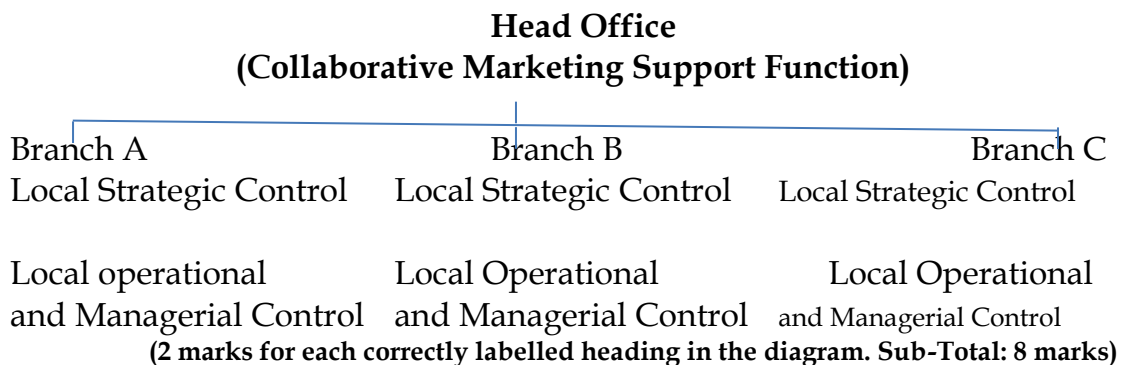 Head Office
(Collaborative Marketing Support Function)
Branch A Branch B Branch C
Local Strategic Control Local Strategic Control Local Strategic Control
Local operational Local Operational Local Operational
and Managerial Control and Managerial Control and Managerial Control
(2 marks for each correctly labelled heading in the diagram. Sub-Total: 8 marks)